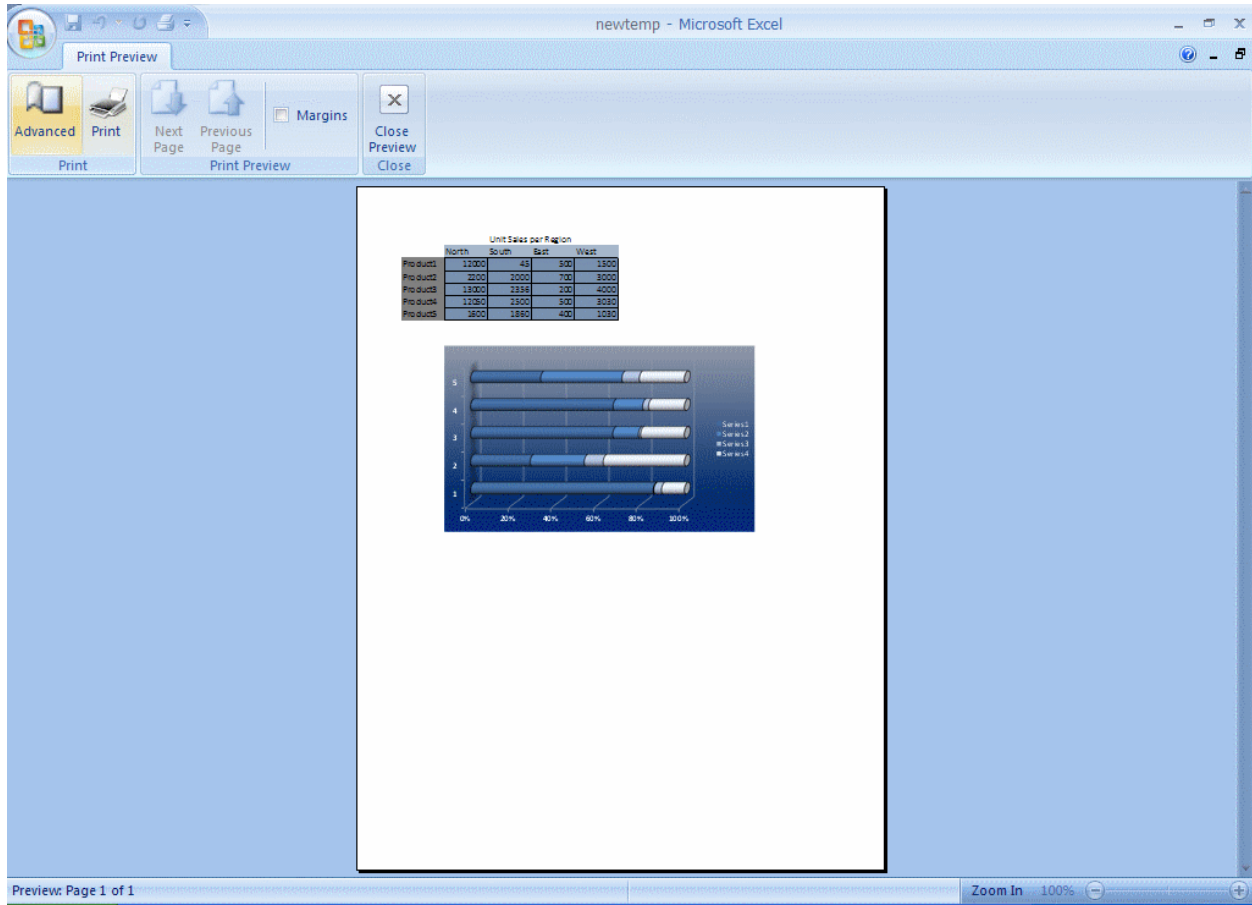 newtemp - Microsoft Excel
Print Preview
Advanced
Print
Next Page
Previous Page
Margins
Close Preview
Print
Print Preview
Close
Unit Sales per Region
North South East West
Product1 12000 45 500 1500
Product2 2200 2000 700 3000
Product3 13000 2336 200 4000
Product4 12050 2500 500 3030
Product5 1600 1860 400 1030
5
4
3
2
1
0% 20% 40% 60% 80% 100%
Series1
Series2
Series3
Series4
Preview: Page 1 of 1
Zoom In 100%